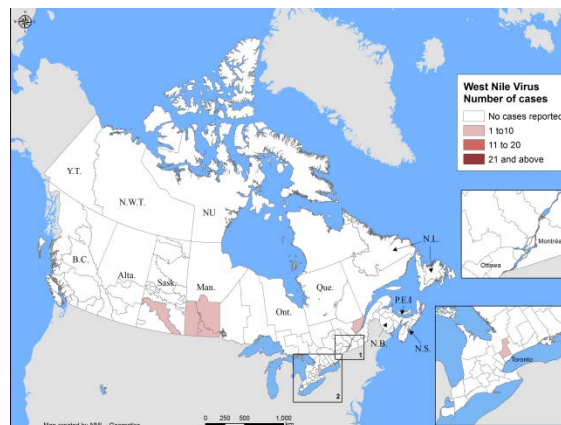 West Nile Virus
Number of cases
No cases reported
1 to10
11 to 20
21 and above
Y.T.
N.W.T.
NU
B.C.
Alta.
Sask.
Man.
Ont.
Que.
N.L.
P.E.I
N.B.
N.S.
1
2
Montréal
Ottawa
Toronto
0 250 500 1,000
km